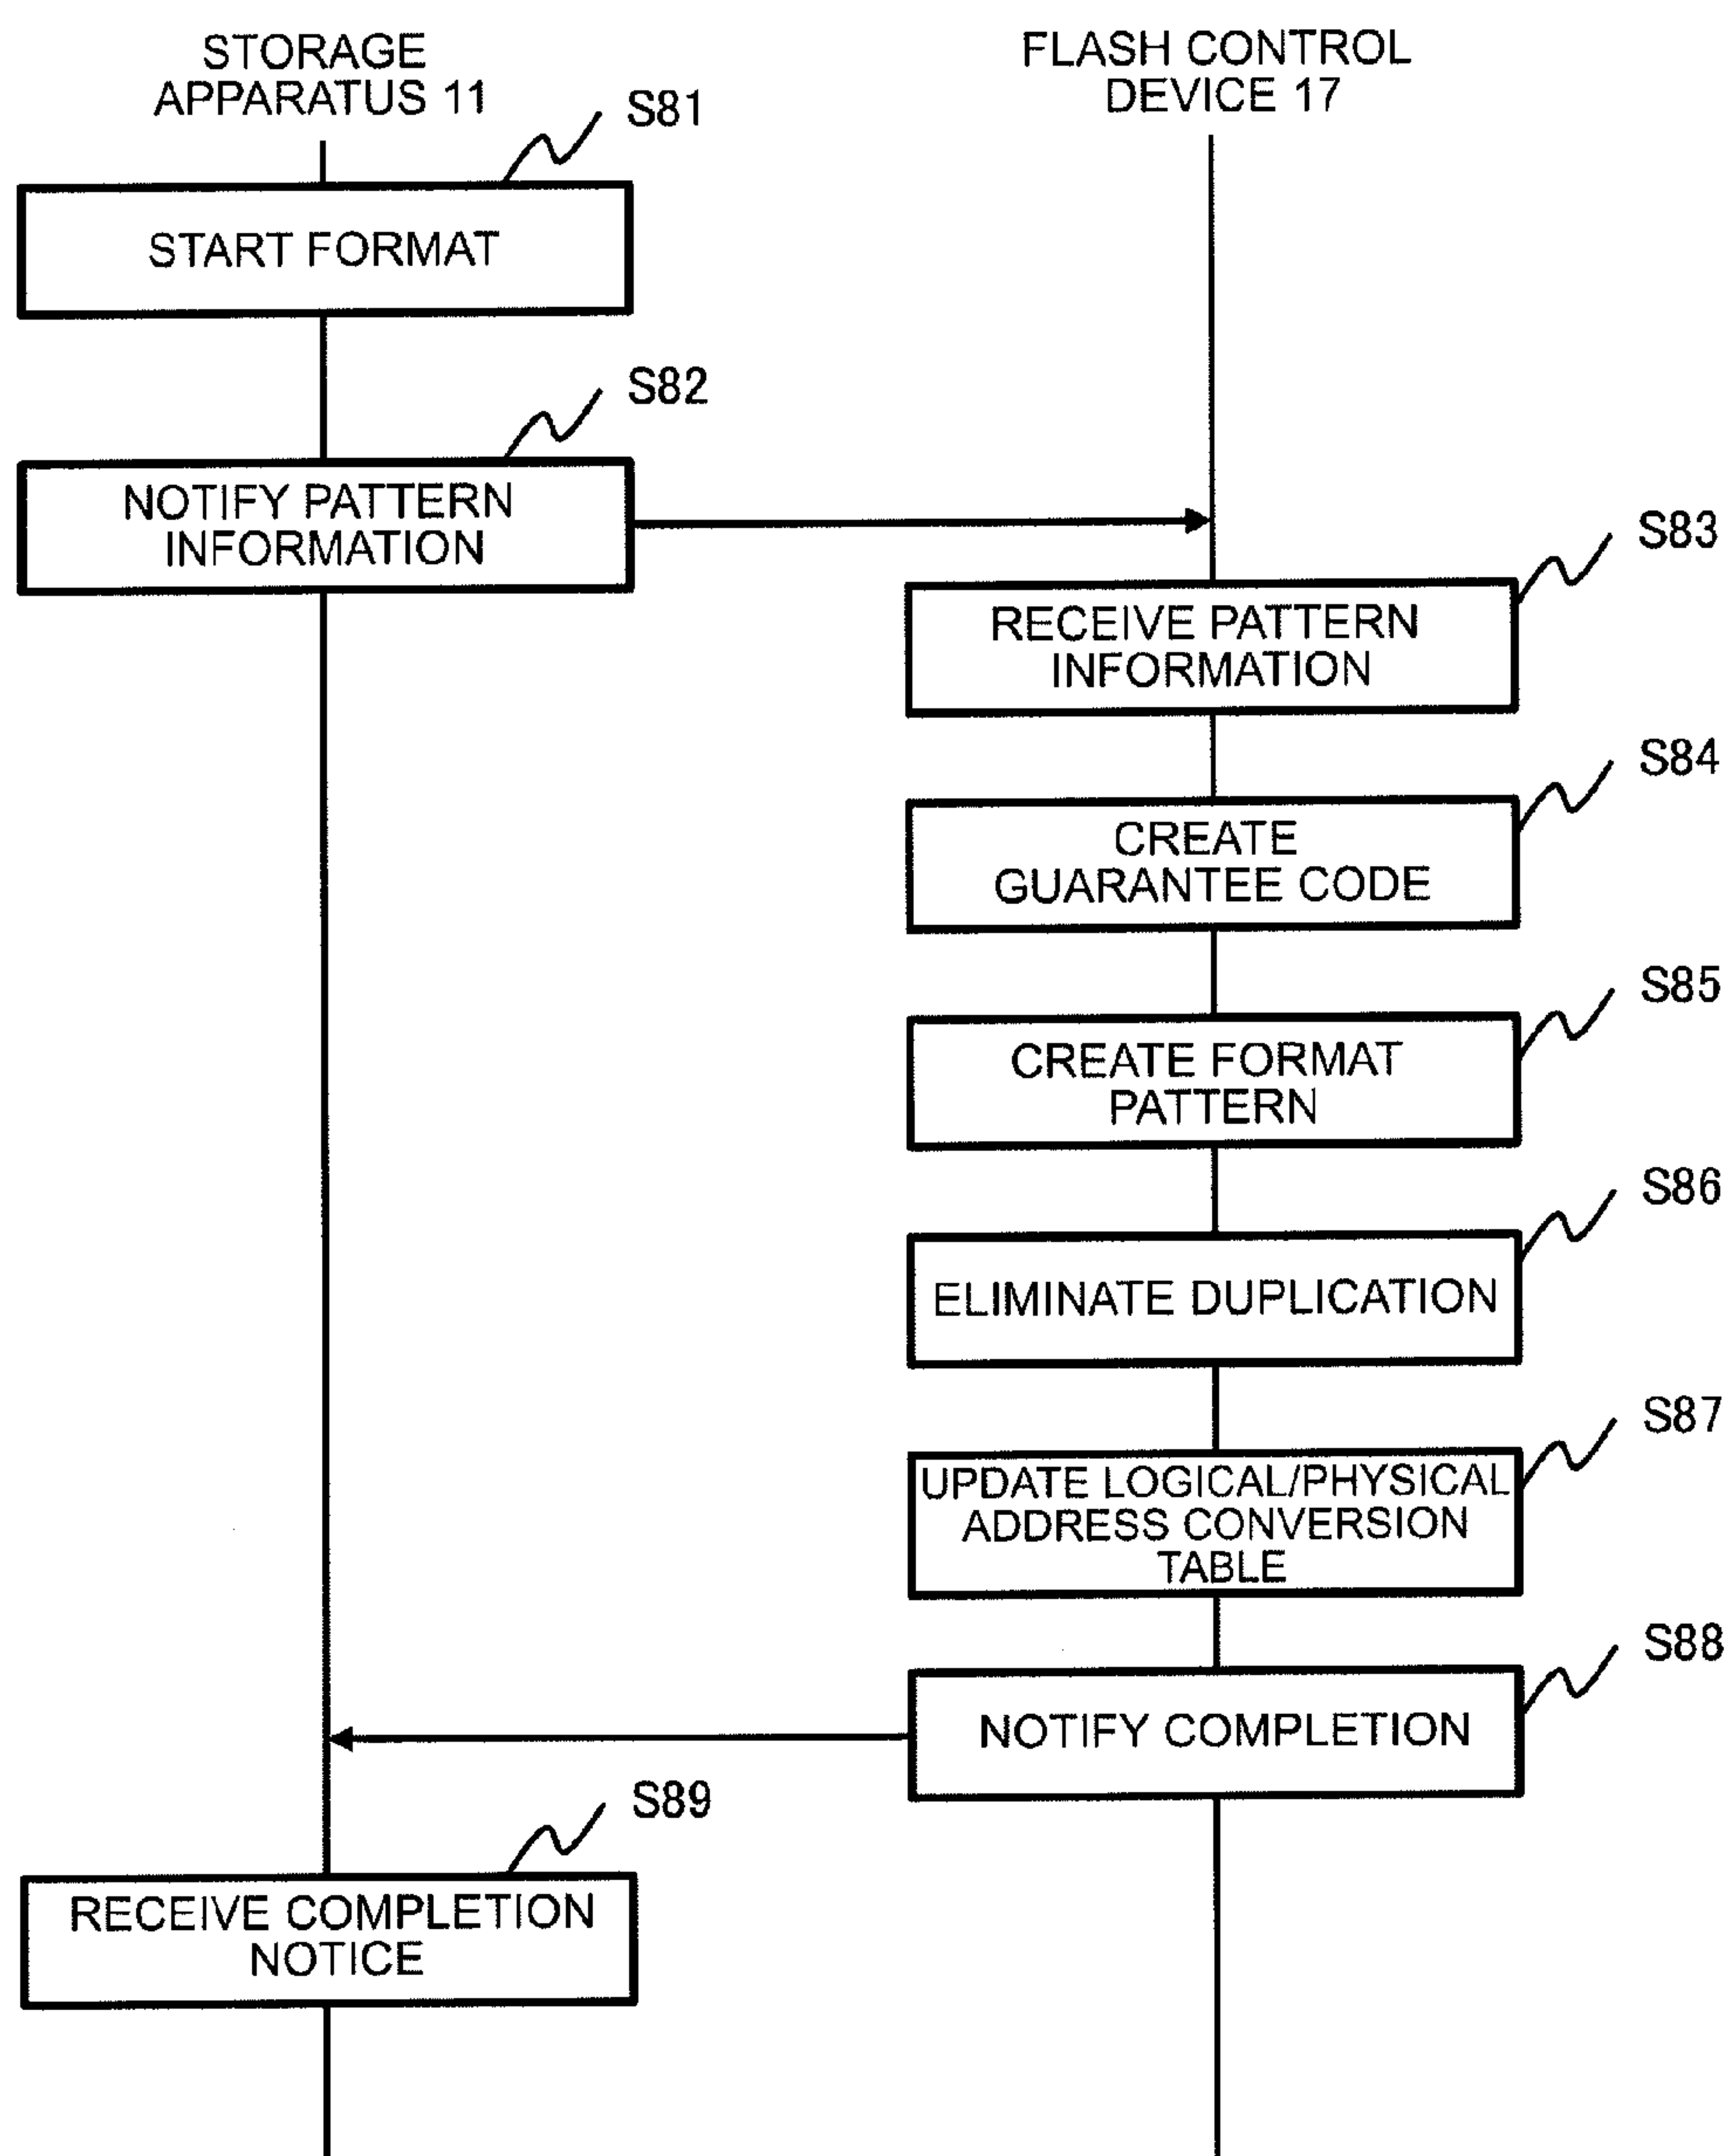 STORAGE
APPARATUS 11
FLASH CONTROL
DEVICE 17
S81
START FORMAT
S82
NOTIFY PATTERN
INFORMATION
S83
RECEIVE PATTERN
INFORMATION
S84
CREATE
GUARANTEE CODE
S85
CREATE FORMAT
PATTERN
S86
ELIMINATE DUPLICATION
S87
UPDATE LOGICAL/PHYSICAL
ADDRESS CONVERSION
TABLE
S88
NOTIFY COMPLETION
S89
RECEIVE COMPLETION
NOTICE